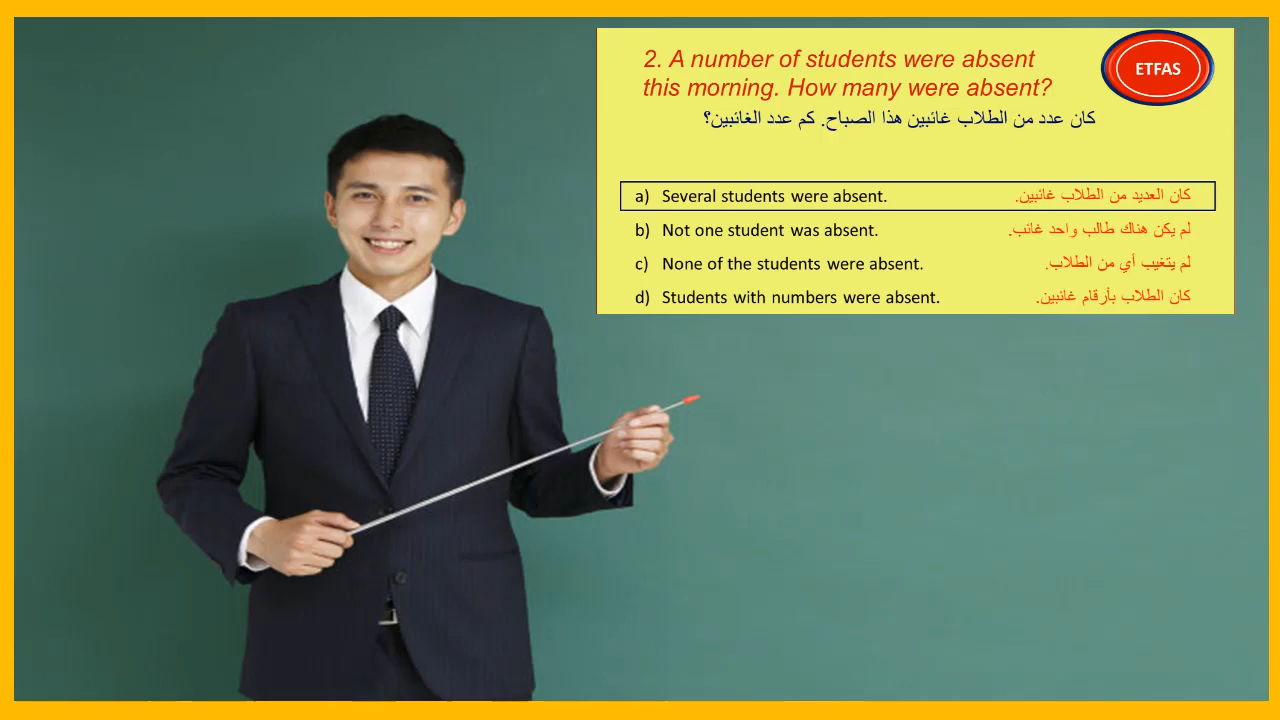 2. A number of students were absent
this morning. How many were absent?
ETFAS
كان عدد من الطلاب غائبين هذا الصباح. كم عدد الغائبين؟
a) Several students were absent. كان العديد من الطلاب غائبين.
b) Not one student was absent. لم يكن هناك طالب واحد غائب.
c) None of the students were absent. لم يتغيب أي من الطلاب.
d) Students with numbers were absent. كان الطلاب بأرقام غائبين.